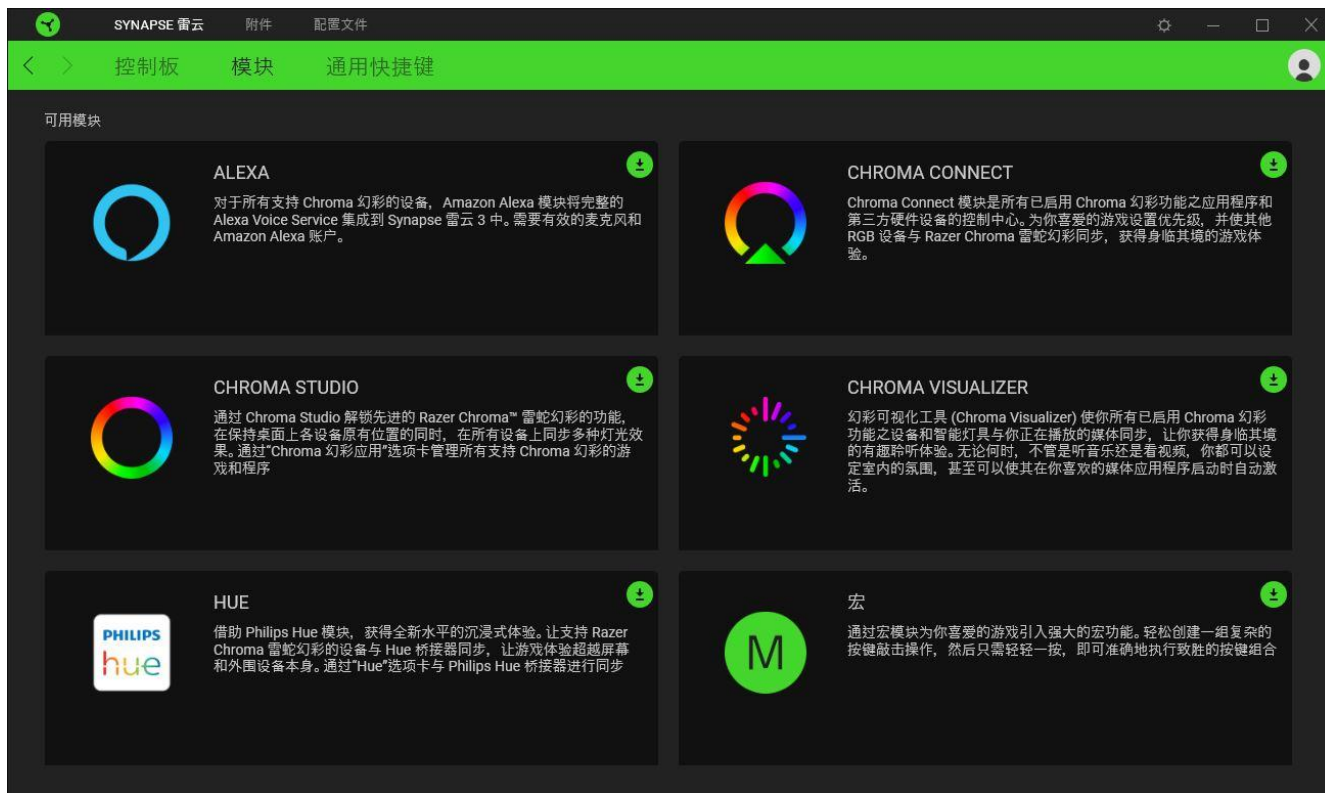 SYNAPSE 雷云 附件 配置文件
控制板 模块 通用快捷键
可用模块
ALEXA
对于所有支持 Chroma 幻彩的设备，Amazon Alexa 模块将完整的
Alexa Voice Service 集成到 Synapse 雷云 3 中。需要有效的麦克风和
Amazon Alexa 账户。
CHROMA CONNECT
Chroma Connect 模块是所有已启用 Chroma 幻彩功能之应用程序和
第三方硬件设备的控制中心。为你喜爱的游戏设置优先级，并使其他
RGB 设备与 Razer Chroma 雷蛇幻彩同步，获得身临其境的游戏体
验。
CHROMA STUDIO
通过 Chroma Studio 解锁先进的 Razer Chroma™ 雷蛇幻彩的功能，
在保持桌面上各设备原有位置的同时，在所有设备上同步多种灯光效
果。通过“Chroma 幻彩应用”选项卡管理所有支持 Chroma 幻彩的游
戏和程序
CHROMA VISUALIZER
幻彩可视化工具 (Chroma Visualizer) 使你所有已启用 Chroma 幻彩
功能之设备和智能灯具与你正在播放的媒体同步，让你获得身临其境
的有趣聆听体验。无论何时，不管是听音乐还是看视频，你都可以设
定室内的氛围，甚至可以使其在你喜欢的媒体应用程序启动时自动激
活。
PHILIPS
hue
HUE
借助 Philips Hue 模块，获得全新水平的沉浸式体验。让支持 Razer
Chroma 雷蛇幻彩的设备与 Hue 桥接器同步，让游戏体验超越屏幕
和外围设备本身。通过“Hue”选项卡与 Philips Hue 桥接器进行同步
M
宏
通过宏模块为你喜爱的游戏引入强大的宏功能。轻松创建一组复杂的
按键敲击操作，然后只需轻轻一按，即可准确地执行致胜的按键组合